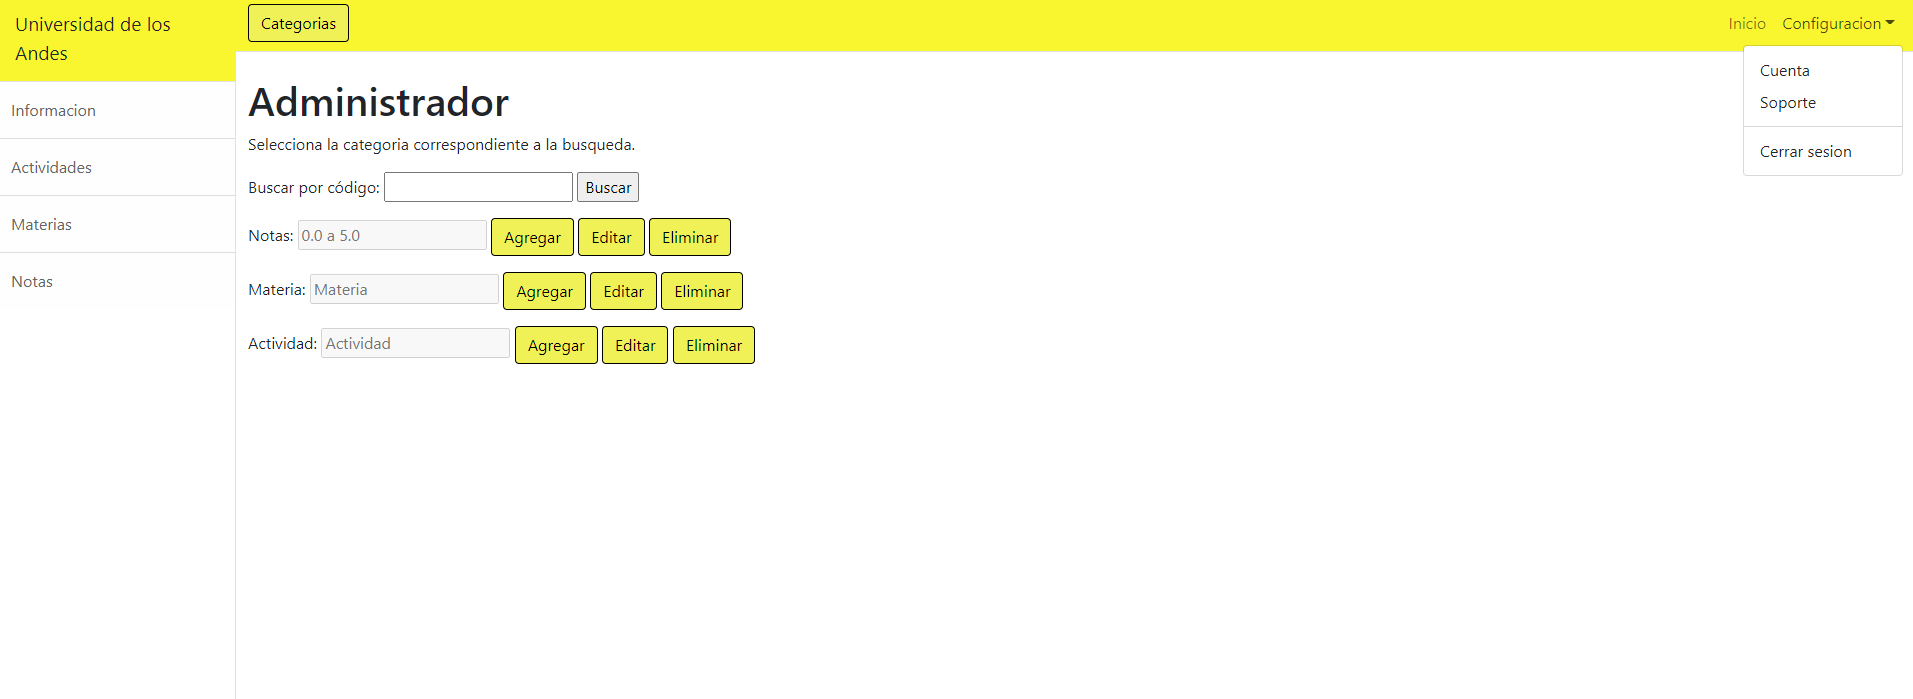 Universidad de los
Andes
Informacion
Actividades
Materias
Notas
Categorias
Inicio Configuracion
Cuenta
Soporte
Cerrar sesion
Administrador
Selecciona la categoria correspondiente a la busqueda.
Buscar por código: Buscar
Notas: 0.0 a 5.0 Agregar Editar Eliminar
Materia: Materia Agregar Editar Eliminar
Actividad: Actividad Agregar Editar Eliminar